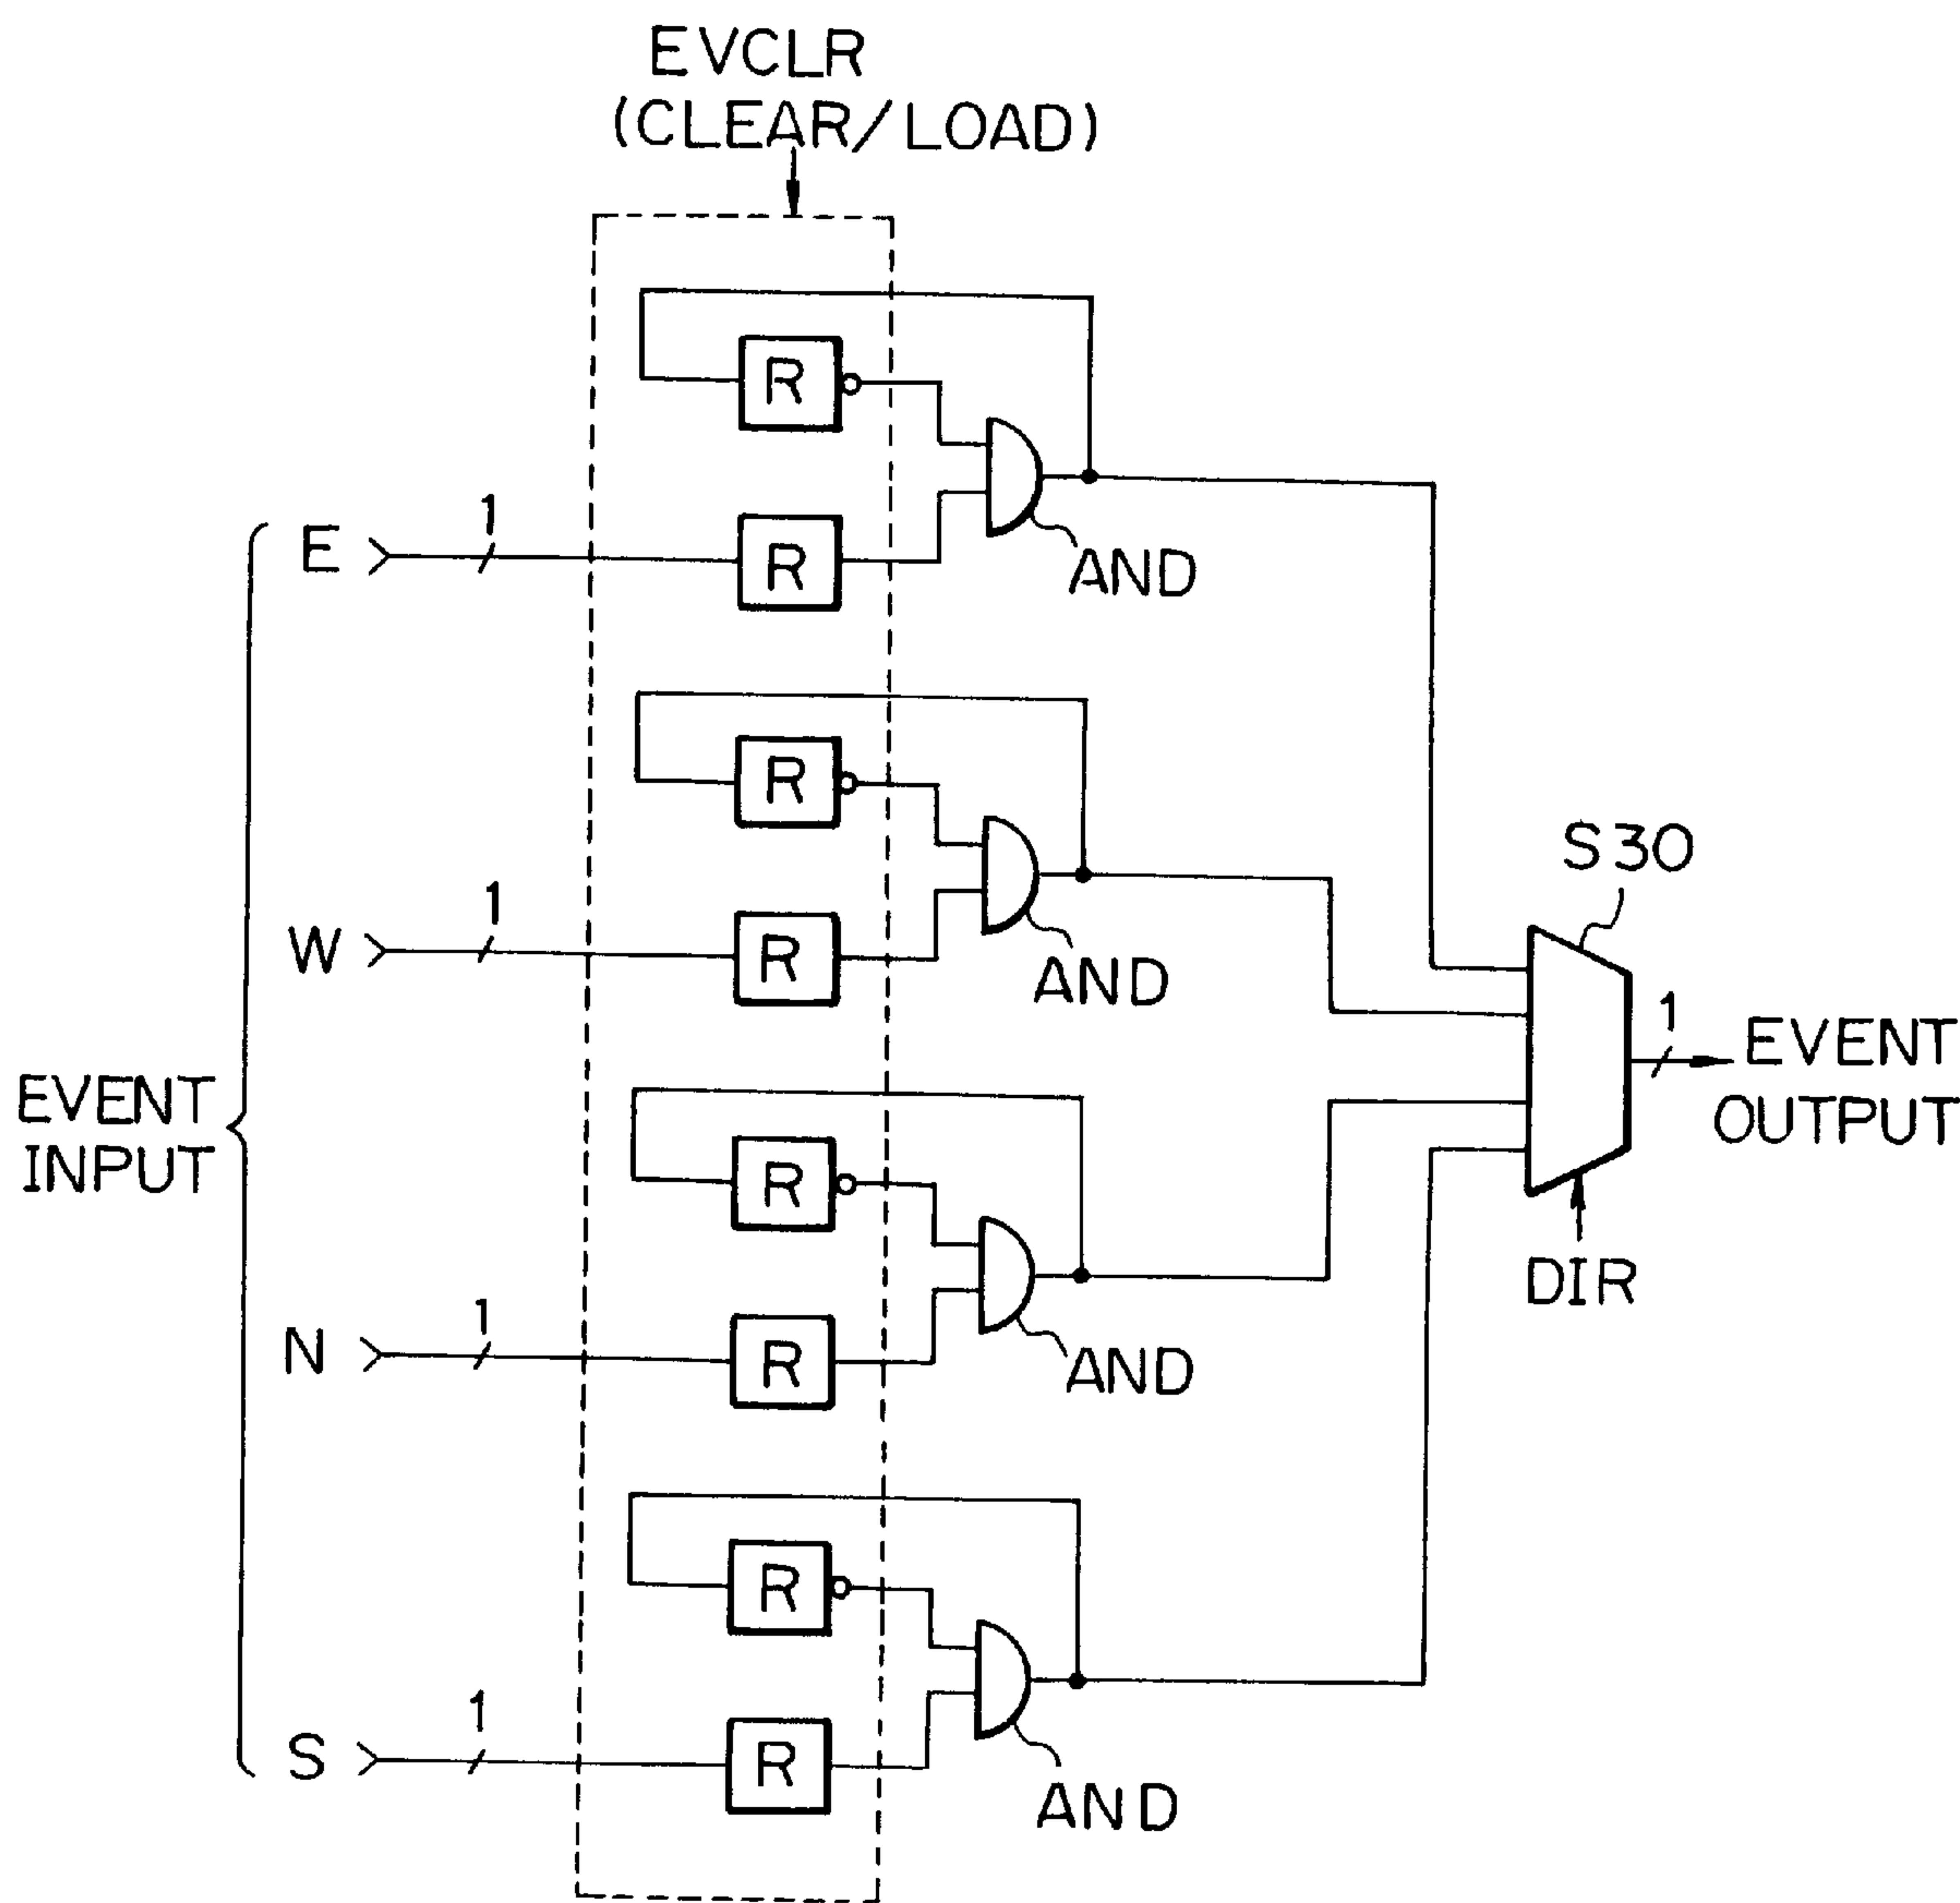 EVCLR
(CLEAR/LOAD)
R
1
E
R
AND
R
S30
1
W
R
AND
1
EVENT
OUTPUT
EVENT
INPUT
R
DIR
1
N
R
AND
R
1
S
R
AND